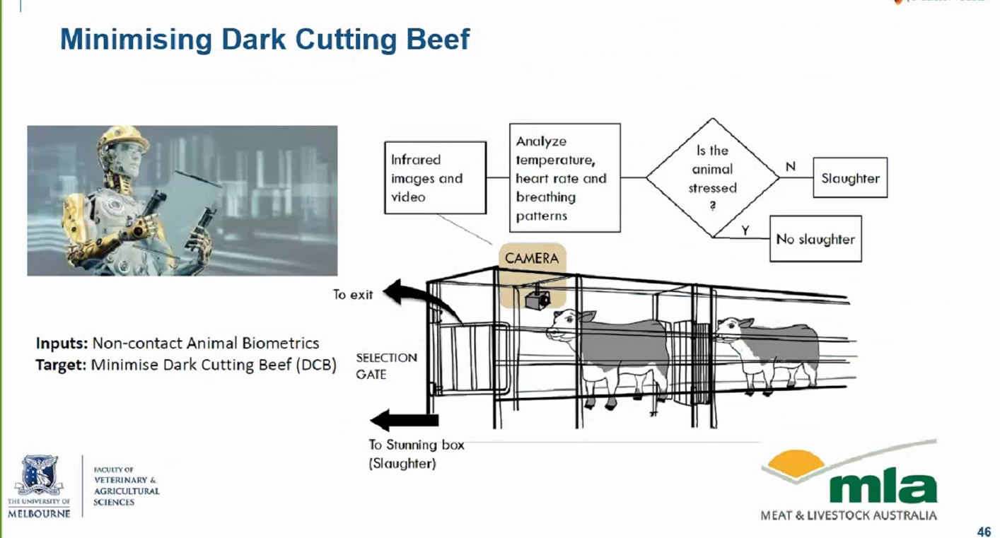 Minimising Dark Cutting Beef
Infrared
images and
video
Analyze
temperature,
heart rate and
breathing
patterns
Is the
animal
stressed
?
N
Slaughter
Y
No slaughter
CAMERA
To exit
Inputs: Non-contact Animal Biometrics
Target: Minimise Dark Cutting Beef (DCB)
SELECTION
GATE
To Stunning box
(Slaughter)
THE UNIVERSITY OF
MELBOURNE
FACULTY OF
VETERINARY &
AGRICULTURAL
SCIENCES
mla
MEAT & LIVESTOCK AUSTRALIA
46